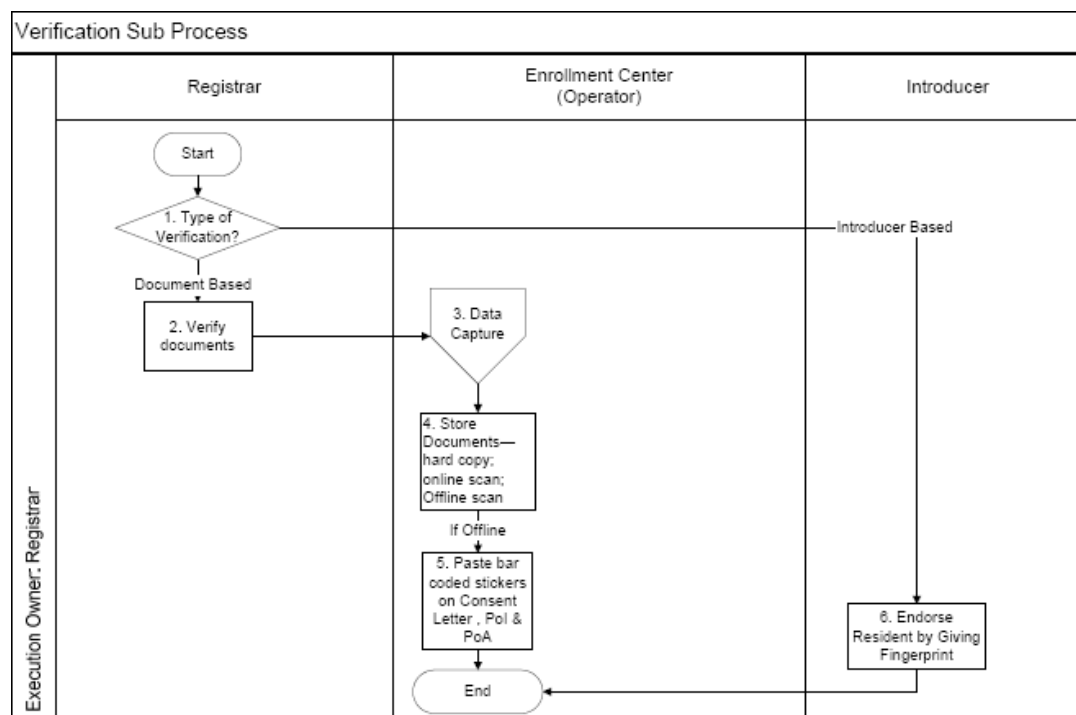 Verification Sub Process
Registrar
Enrollment Center
(Operator)
Introducer
Execution Owner: Registrar
Start
1. Type of
Verification?
Introducer Based
Document Based
2. Verify
documents
3. Data
Capture
4. Store
Documents—
hard copy;
online scan;
Offline scan
If Offline
5. Paste bar
coded stickers
on Consent
Letter , PoI &
PoA
6. Endorse
Resident by Giving
Fingerprint
End